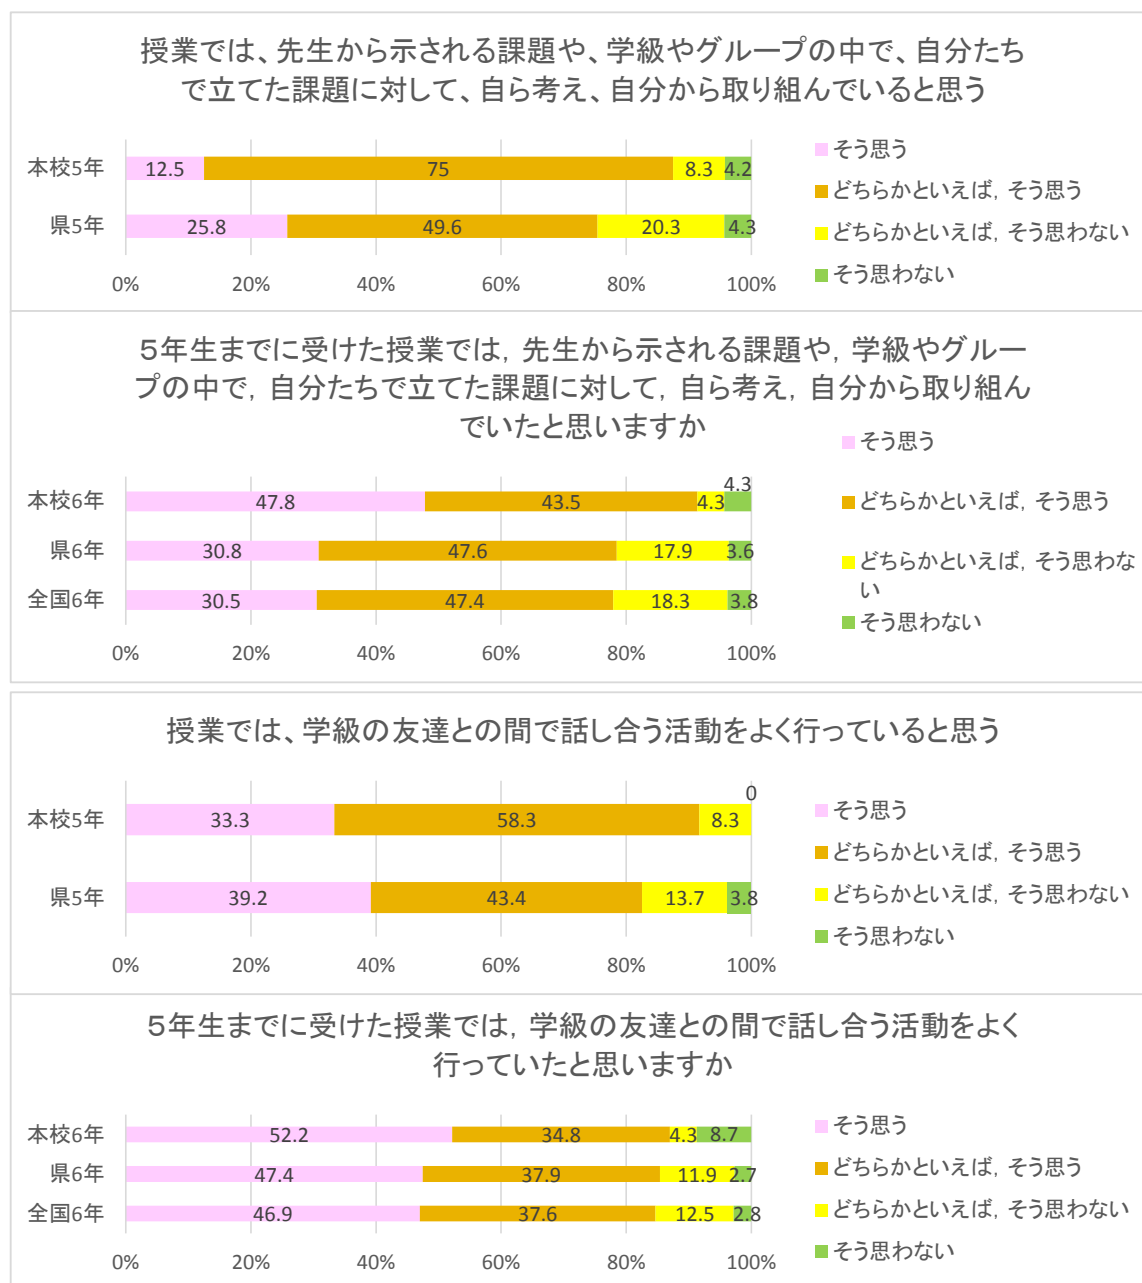 授業では、先生から示される課題や、学級やグループの中で、自分たち
で立てた課題に対して、自ら考え、自分から取り組んでいると思う
本校5年
12.5
75
8.3
4.2
県5年
25.8
49.6
20.3
4.3
0%
20%
40%
60%
80%
100%
そう思う
どちらかといえば，そう思う
どちらかといえば，そう思わない
そう思わない
5年生までに受けた授業では，先生から示される課題や，学級やグルー
プの中で，自分たちで立てた課題に対して，自ら考え，自分から取り組ん
でいたと思いますか
本校6年
47.8
43.5
4.3
4.3
県6年
30.8
47.6
17.9
3.6
全国6年
30.5
47.4
18.3
3.8
0%
20%
40%
60%
80%
100%
そう思う
どちらかといえば，そう思う
どちらかといえば，そう思わな
い
そう思わない
授業では、学級の友達との間で話し合う活動をよく行っていると思う
本校5年
33.3
58.3
8.3
0
県5年
39.2
43.4
13.7
3.8
0%
20%
40%
60%
80%
100%
そう思う
どちらかといえば，そう思う
どちらかといえば，そう思わない
そう思わない
5年生までに受けた授業では，学級の友達との間で話し合う活動をよく
行っていたと思いますか
本校6年
52.2
34.8
4.3
8.7
県6年
47.4
37.9
11.9
2.7
全国6年
46.9
37.6
12.5
2.8
0%
20%
40%
60%
80%
100%
そう思う
どちらかといえば，そう思う
どちらかといえば，そう思わない
そう思わない